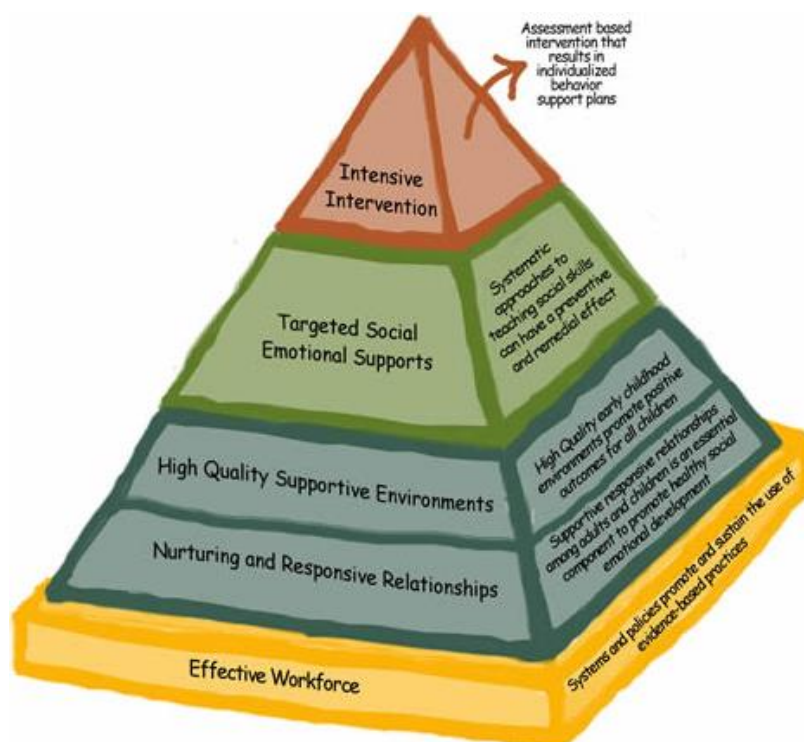 Assessment based
intervention that
results in
individualized
behavior
support plans
Intensive
Intervention
Targeted Social
Emotional Supports
Systematic
approaches to
teaching social skills
can have a preventive
and remedial effect
High Quality Supportive Environments
High Quality early childhood
environments promote positive
outcomes for all children
Nurturing and Responsive Relationships
Supportive responsive relationships
among adults and children is an essential
component to promote healthy social
emotional development
Effective Workforce
Systems and policies promote and sustain the use of
evidence-based practices